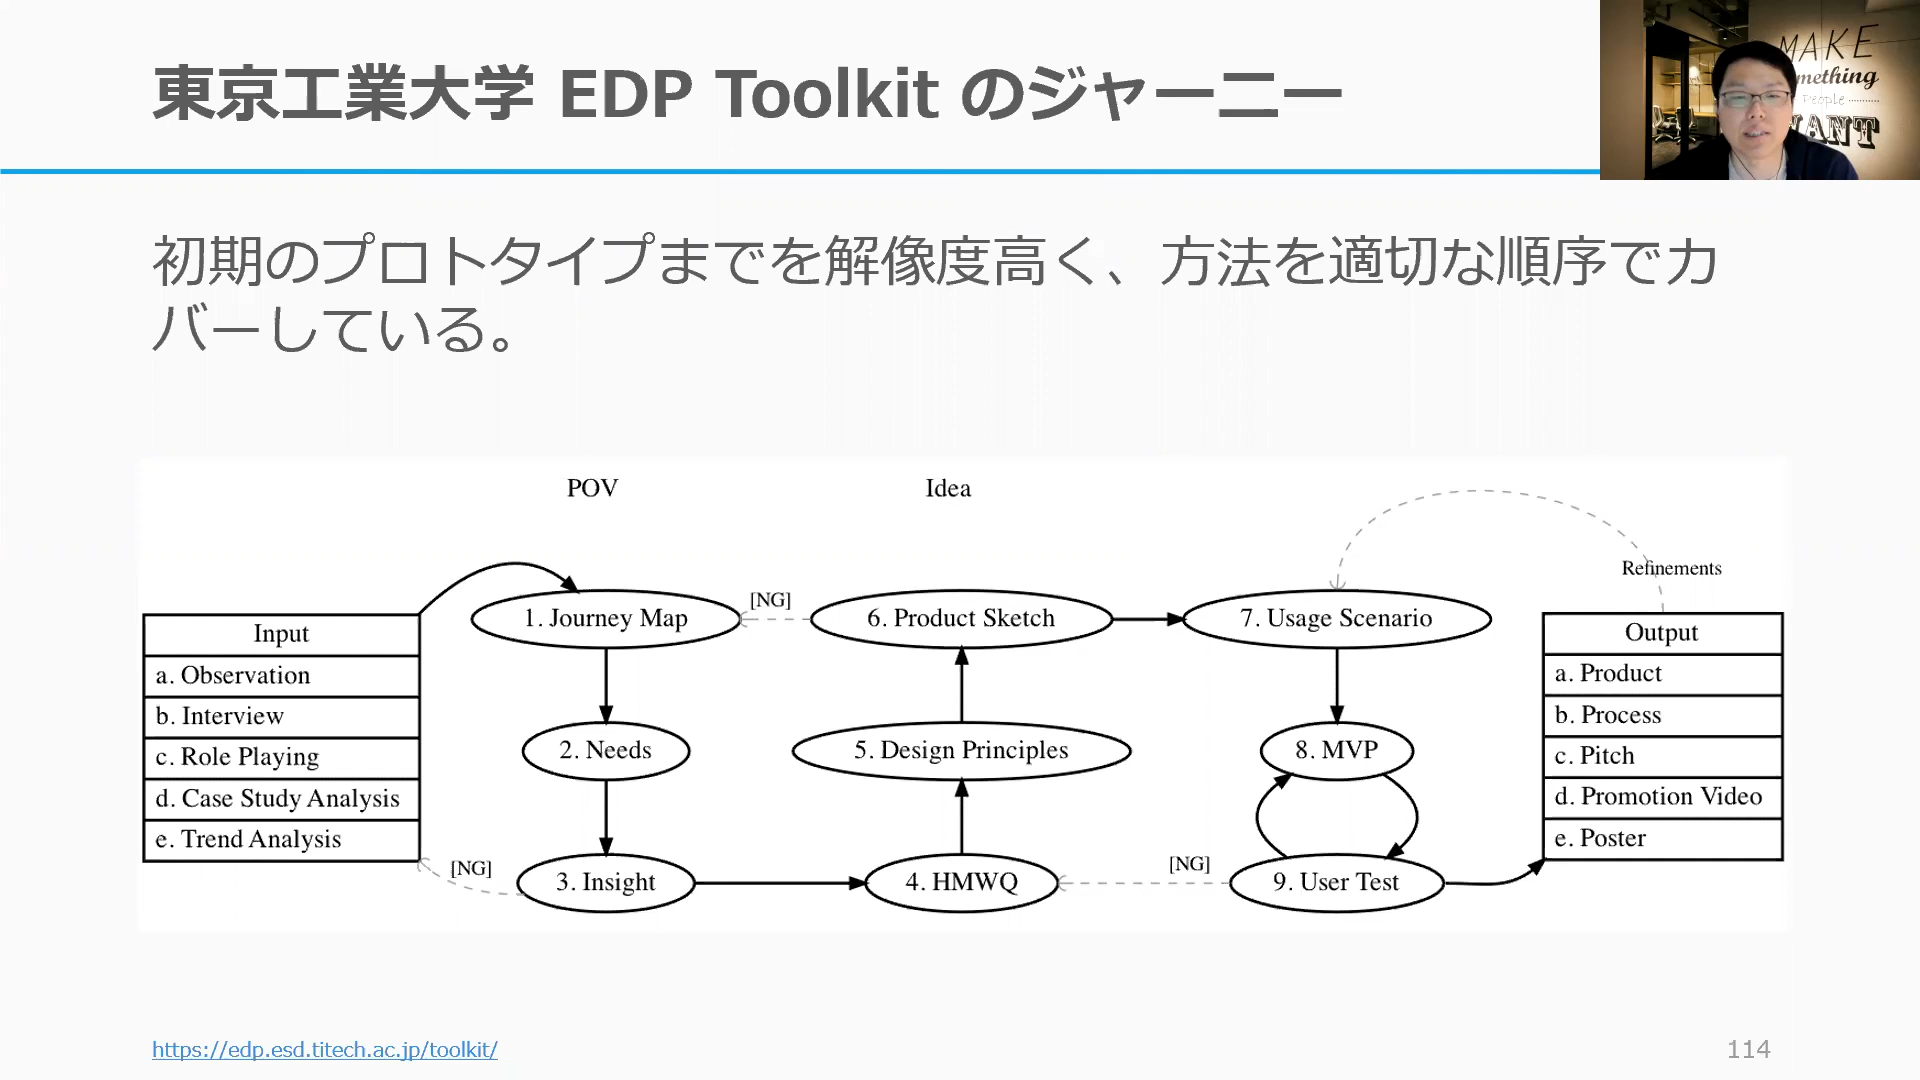 東京工業大学 EDP Toolkit のジャーニー
MAKE
mething
People
WANT
初期のプロトタイプまでを解像度高く、方法を適切な順序でカ
バーしている。
POV
Idea
Refinements
Input
a. Observation
b. Interview
c. Role Playing
d. Case Study Analysis
e. Trend Analysis
[NG]
1. Journey Map
2. Needs
3. Insight
[NG]
6. Product Sketch
5. Design Principles
4. HMWQ
[NG]
7. Usage Scenario
8. MVP
9. User Test
Output
a. Product
b. Process
c. Pitch
d. Promotion Video
e. Poster
https://edp.esd.titech.ac.jp/toolkit/
114